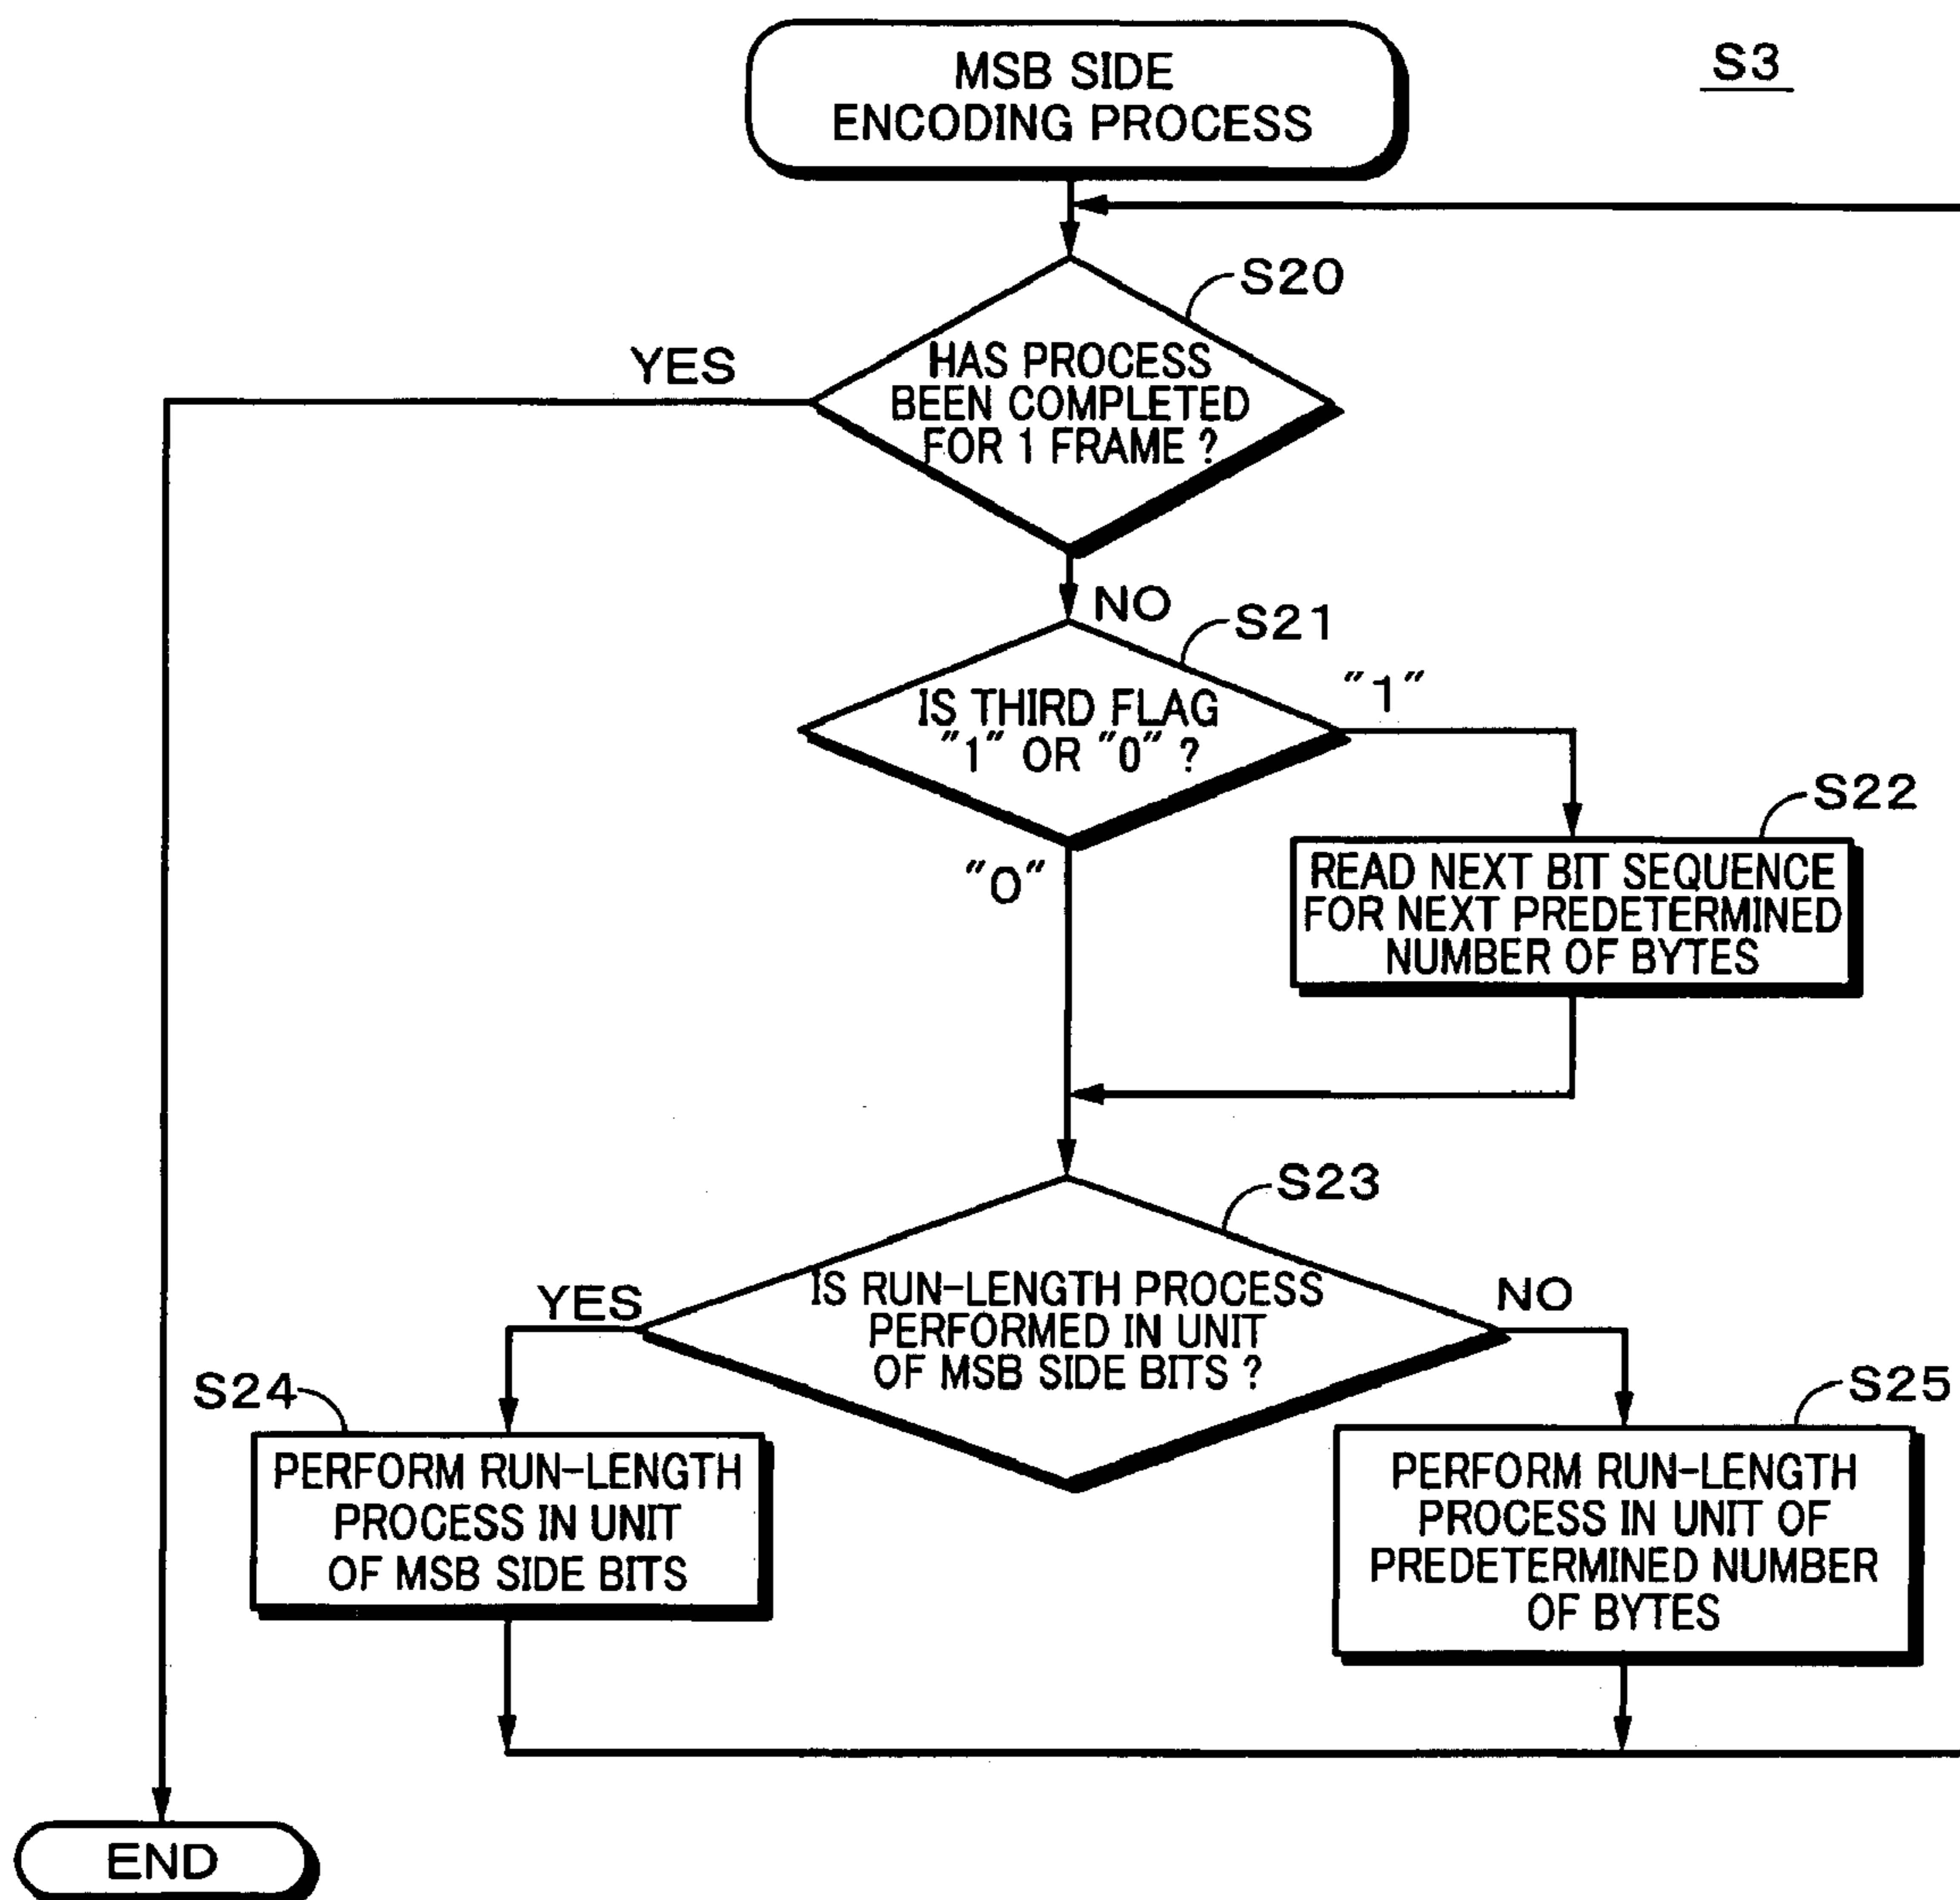 MSB SIDE
ENCODING PROCESS
S3
S20
HAS PROCESS
BEEN COMPLETED
FOR 1 FRAME ?
YES
NO
S21
IS THIRD FLAG
"1" OR "0" ?
"1"
"0"
S22
READ NEXT BIT SEQUENCE
FOR NEXT PREDETERMINED
NUMBER OF BYTES
S23
IS RUN-LENGTH PROCESS
PERFORMED IN UNIT
OF MSB SIDE BITS ?
YES
NO
S24
PERFORM RUN-LENGTH
PROCESS IN UNIT
OF MSB SIDE BITS
S25
PERFORM RUN-LENGTH
PROCESS IN UNIT OF
PREDETERMINED NUMBER
OF BYTES
END